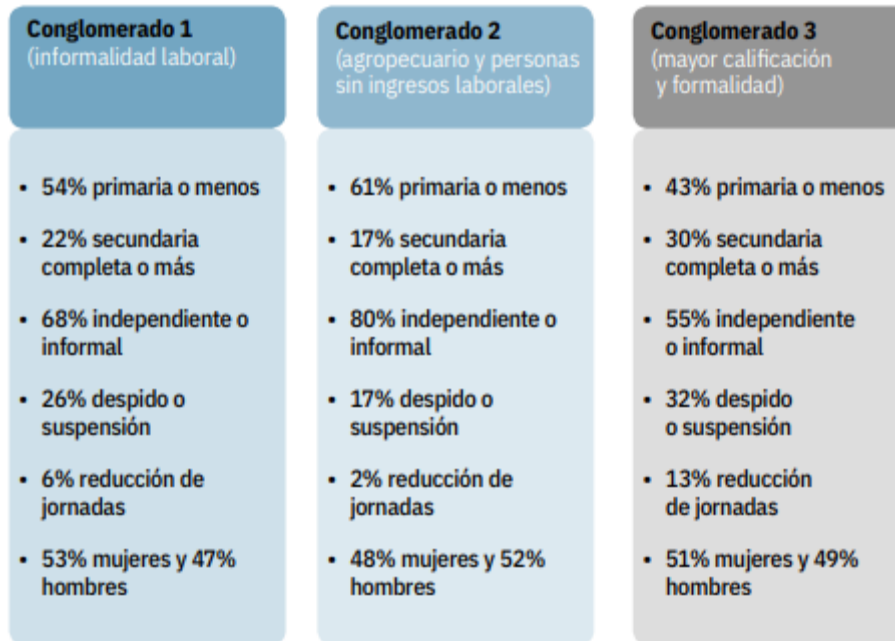 Conglomerado 1
(informalidad laboral)
• 54% primaria o menos
• 22% secundaria
completa o más
• 68% independiente o
informal
• 26% despido o
suspensión
• 6% reducción de
jornadas
• 53% mujeres y 47%
hombres
Conglomerado 2
(agropecuario y personas
sin ingresos laborales)
• 61% primaria o menos
• 17% secundaria
completa o más
• 80% independiente o
informal
• 17% despido o
suspensión
• 2% reducción de
jornadas
• 48% mujeres y 52%
hombres
Conglomerado 3
(mayor calificación
y formalidad)
• 43% primaria o menos
• 30% secundaria
completa o más
• 55% independiente
o informal
• 32% despido
o suspensión
• 13% reducción
de jornadas
• 51% mujeres y 49%
hombres